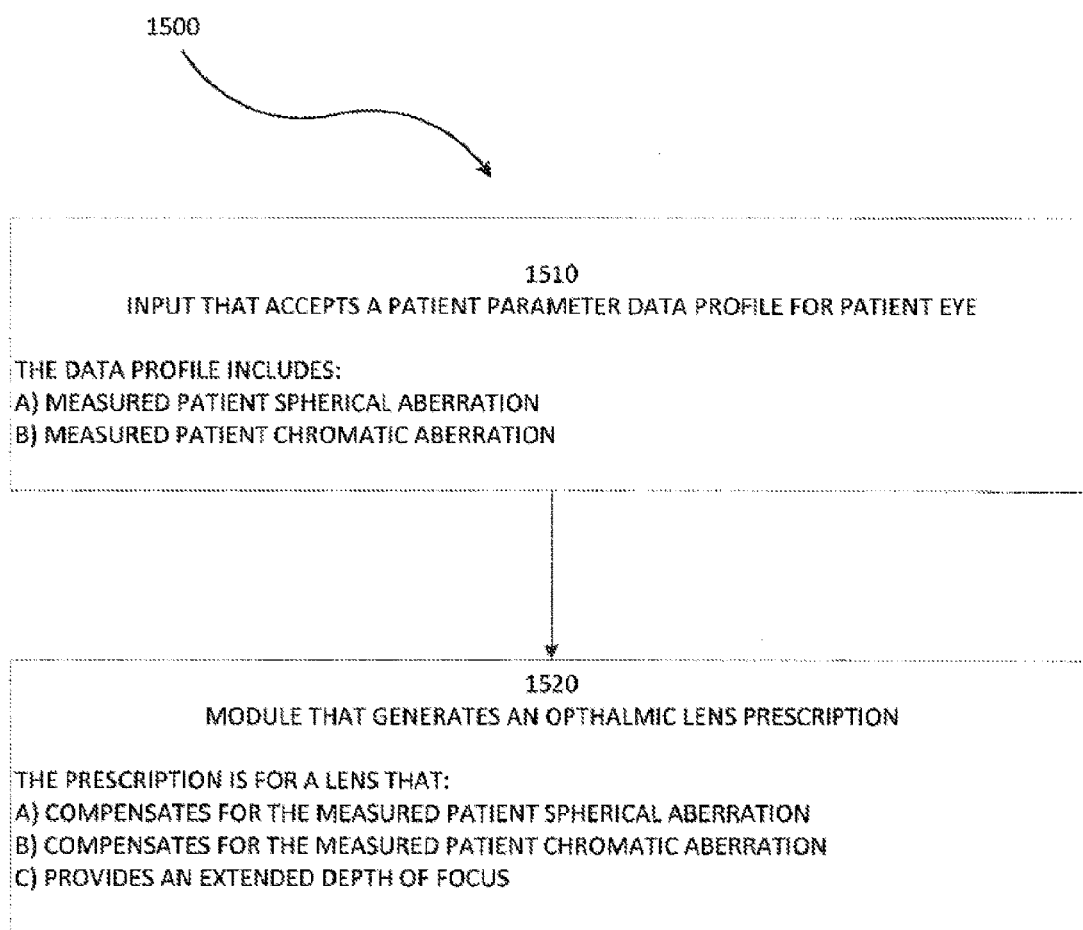 1500
1510
INPUT THAT ACCEPTS A PATIENT PARAMETER DATA PROFILE FOR PATIENT EYE
THE DATA PROFILE INCLUDES:
A) MEASURED PATIENT SPHERICAL ABERRATION
B) MEASURED PATIENT CHROMATIC ABERRATION
1520
MODULE THAT GENERATES AN OPTHALMIC LENS PRESCRIPTION
THE PRESCRIPTION IS FOR A LENS THAT:
A) COMPENSATES FOR THE MEASURED PATIENT SPHERICAL ABERRATION
B) COMPENSATES FOR THE MEASURED PATIENT CHROMATIC ABERRATION
C) PROVIDES AN EXTENDED DEPTH OF FOCUS